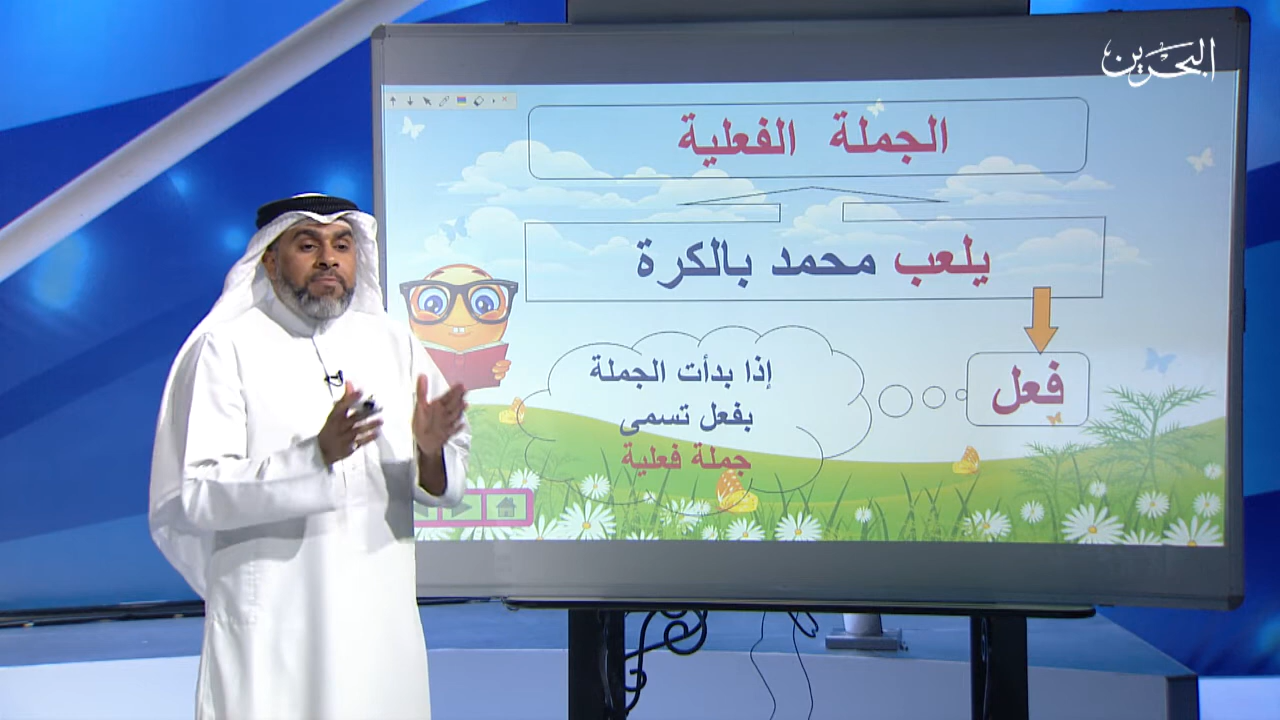 البحرين
الجملة الفعلية
يلعب محمد بالكرة
فعل
إذا بدأت الجملة
بفعل تسمى
جملة فعلية